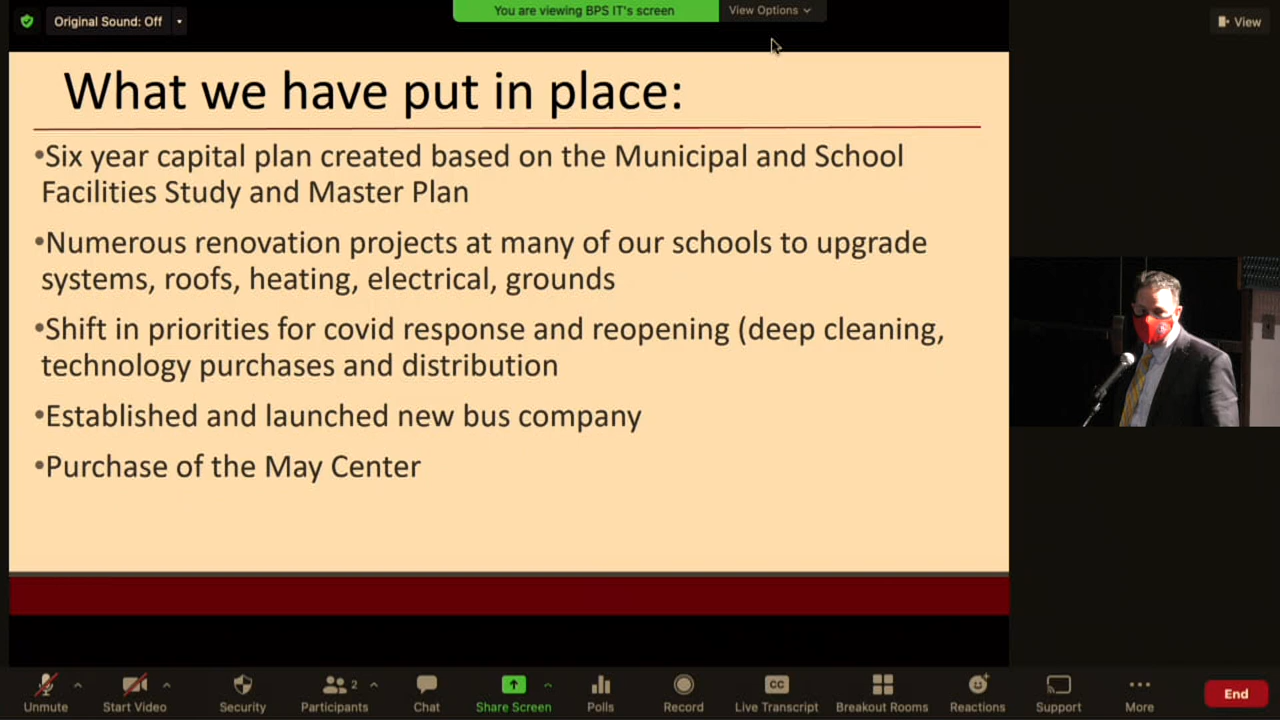 Original Sound: Off
You are viewing BPS IT's screen
View Options
View
What we have put in place:
•Six year capital plan created based on the Municipal and School
Facilities Study and Master Plan
•Numerous renovation projects at many of our schools to upgrade
systems, roofs, heating, electrical, grounds
•Shift in priorities for covid response and reopening (deep cleaning,
technology purchases and distribution
•Established and launched new bus company
•Purchase of the May Center
Unmute
Start Video
Security
2
Participants
Chat
Share Screen
Polls
Record
CC
Live Transcript
Breakout Rooms
Reactions
Support
More
End